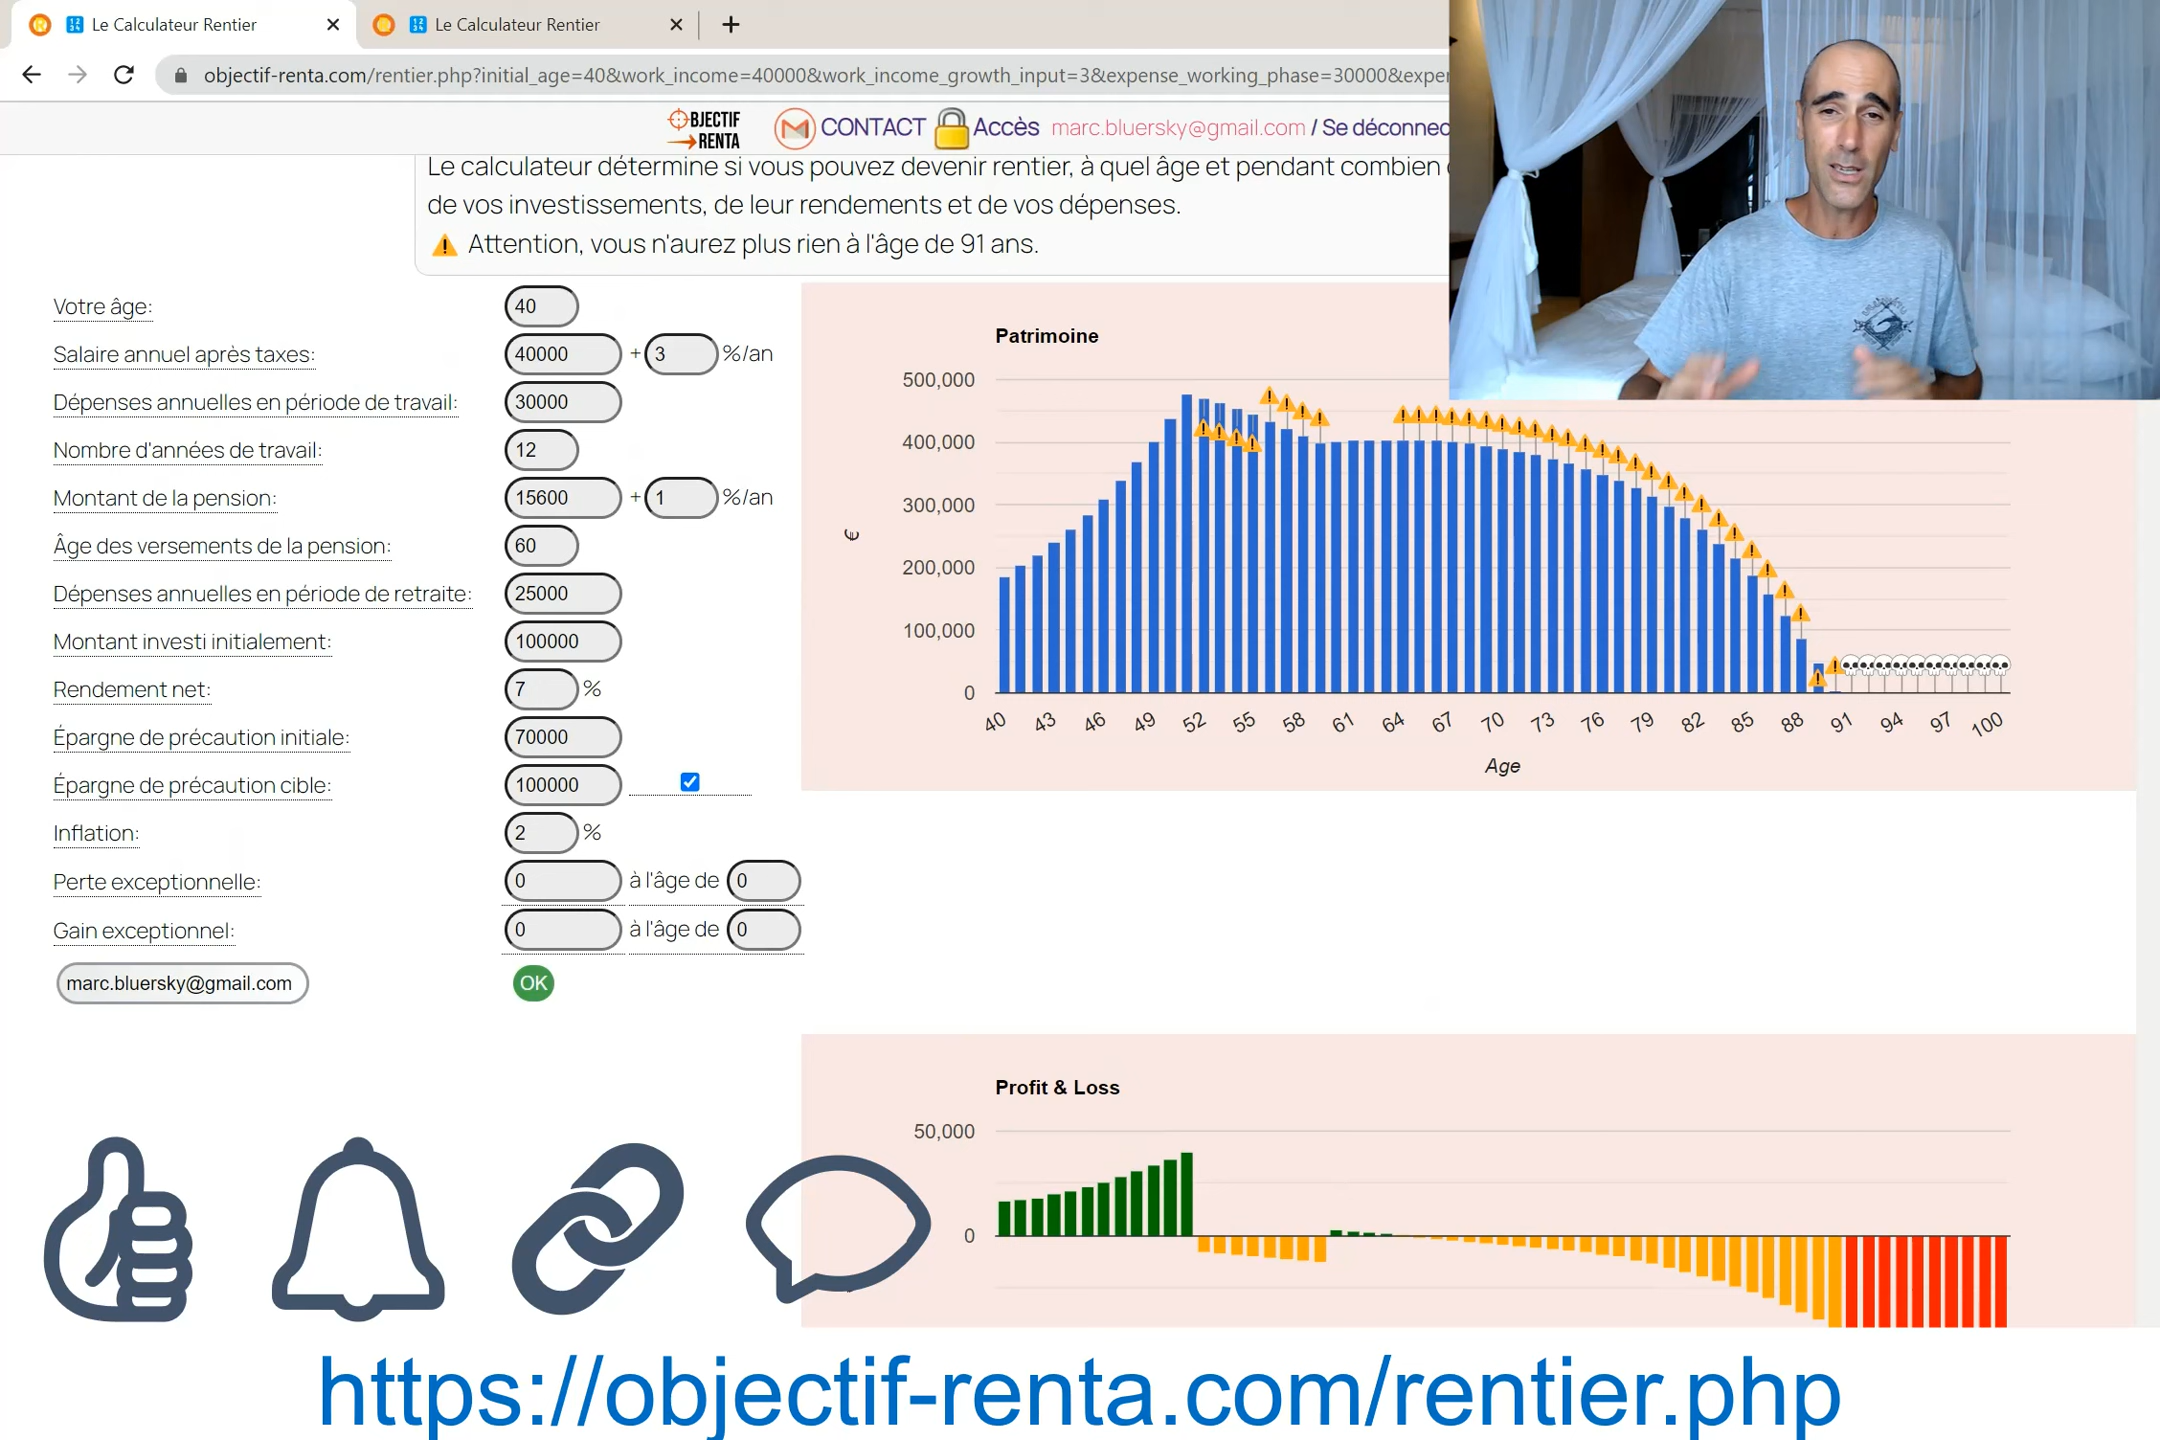 Le Calculateur Rentier
Le Calculateur Rentier
objectif-renta.com/rentier.php?initial_age=40&work_income=40000&work_income_growth_input=3&expense_working_phase=30000&exper
OBJECTIF RENTA
CONTACT
Accès
marc.bluersky@gmail.com / Se déconnec
Le calculateur détermine si vous pouvez devenir rentier, à quel âge et pendant combien
de vos investissements, de leur rendements et de vos dépenses.
Attention, vous n'aurez plus rien à l'âge de 91 ans.
Votre âge: 40
Salaire annuel après taxes: 40000 + 3 %/an
Dépenses annuelles en période de travail: 30000
Nombre d'années de travail: 12
Montant de la pension: 15600 + 1 %/an
Âge des versements de la pension: 60
Dépenses annuelles en période de retraite: 25000
Montant investi initialement: 100000
Rendement net: 7 %
Épargne de précaution initiale: 70000
Épargne de précaution cible: 100000
Inflation: 2 %
Perte exceptionnelle: 0 à l'âge de 0
Gain exceptionnel: 0 à l'âge de 0
marc.bluersky@gmail.com OK
Patrimoine
500,000
400,000
300,000
200,000
100,000
0
€
40 43 46 49 52 55 58 61 64 67 70 73 76 79 82 85 88 91 94 97 100
Age
Profit & Loss
50,000
0
https://objectif-renta.com/rentier.php